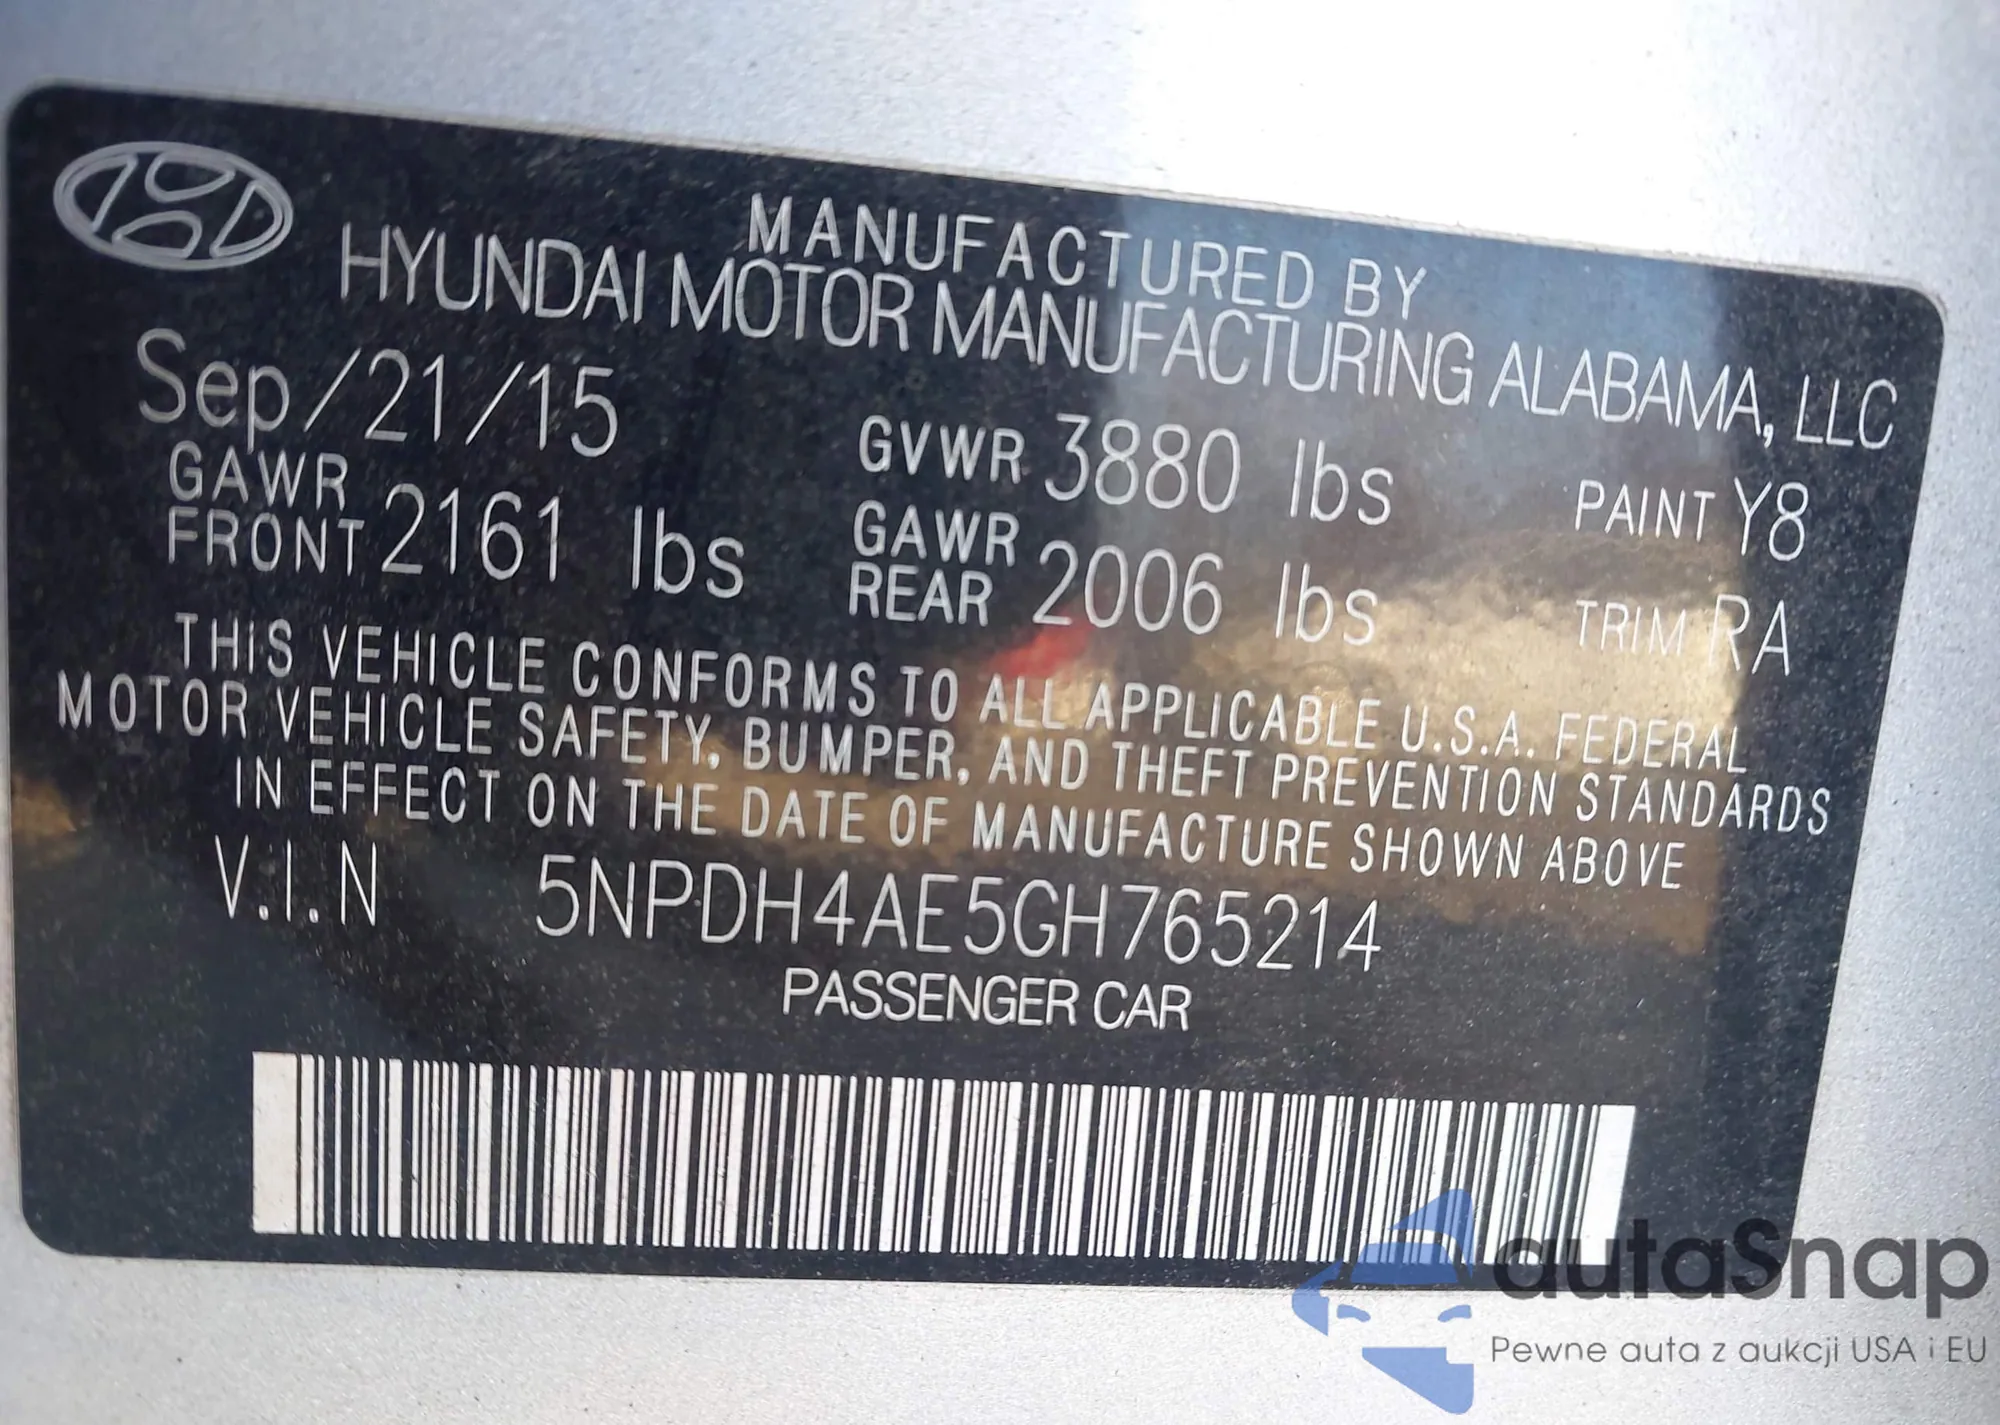 MANUFACTURED BY
HYUNDAI MOTOR MANUFACTURING ALABAMA, LLC
Sep/21/15 GVWR 3880 lbs PAINT Y8
GAWR FRONT 2161 lbs GAWR REAR 2006 lbs TRIM RA
THIS VEHICLE CONFORMS TO ALL APPLICABLE U.S.A. FEDERAL
MOTOR VEHICLE SAFETY, BUMPER, AND THEFT PREVENTION STANDARDS
IN EFFECT ON THE DATE OF MANUFACTURE SHOWN ABOVE
V.I.N 5NPDH4AE5GH765214
PASSENGER CAR
autaSnap
Pewne auta z aukcji USA i EU